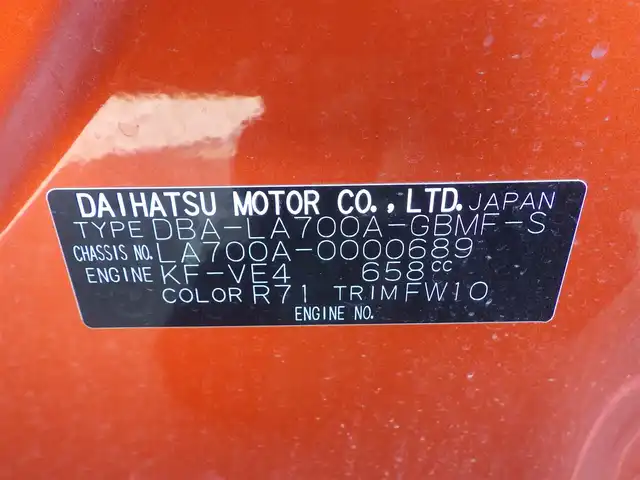 DAIHATSU MOTOR CO.,LTD. JAPAN
TYPE DBA-LA700A-GBMF-S
CHASSIS NO. LA700A-0000689
ENGINE KF-VE4 658cc
COLOR R71 TRIM FW10
ENGINE NO.